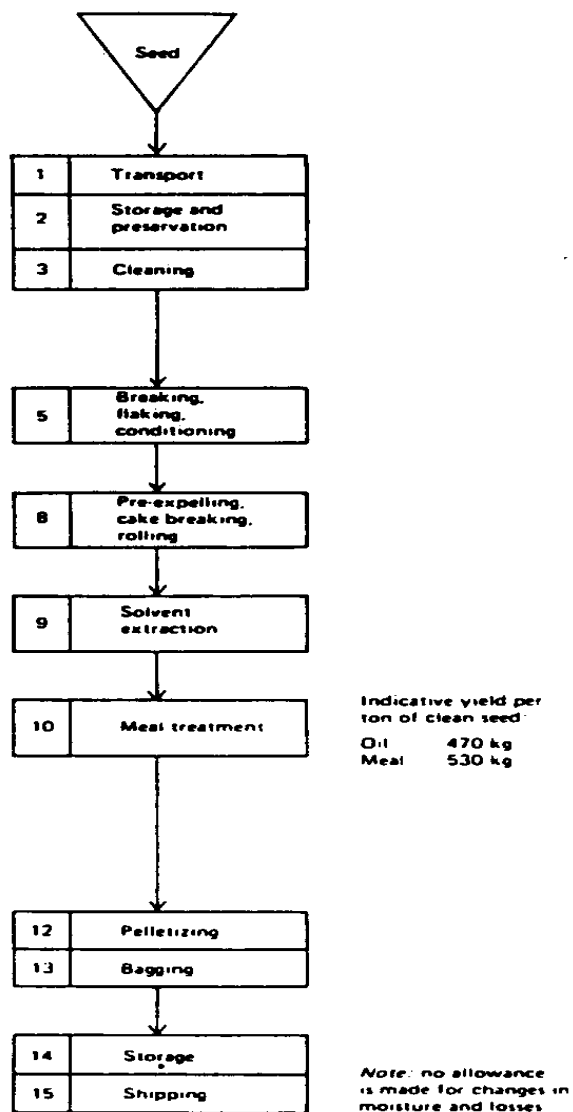 Seed
1 Transport
2 Storage and
preservation
3 Cleaning
5 Breaking,
flaking,
conditioning
8 Pre-expelling,
cake breaking,
rolling
9 Solvent
extraction
10 Meal treatment
Indicative yield per
ton of clean seed:
Oil 470 kg
Meal 530 kg
12 Pelletizing
13 Bagging
14 Storage
15 Shipping
Note: no allowance
is made for changes in
moisture and losses